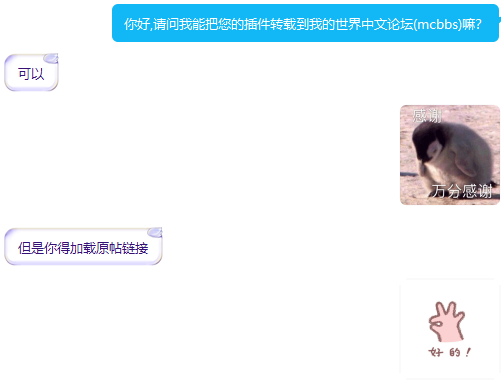 你好,请问我能把您的插件转载到我的世界中文论坛(mcbbs)嘛?
可以
感谢
万分感谢
但是你得加载原帖链接
好的!